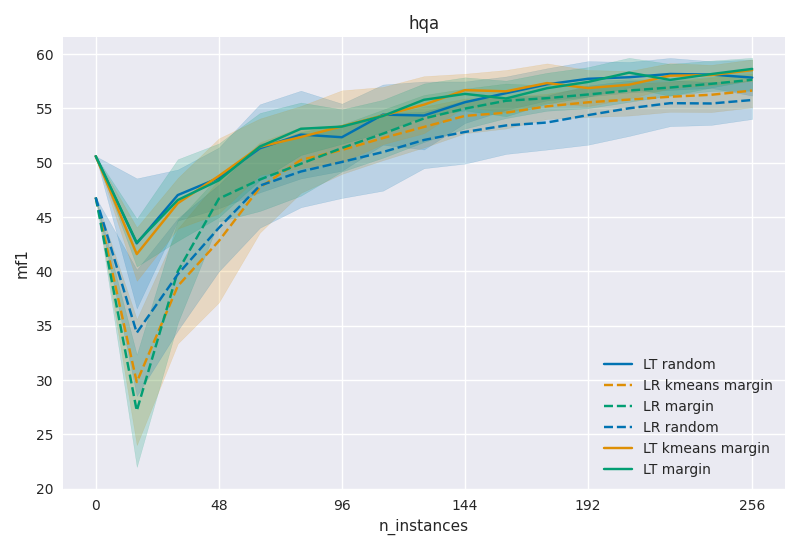 hqa
60
55
50
45
40
35
30
25
20
mf1
LT random
LR kmeans margin
LR margin
LR random
LT kmeans margin
LT margin
0 48 96 144 192 256
n_instances